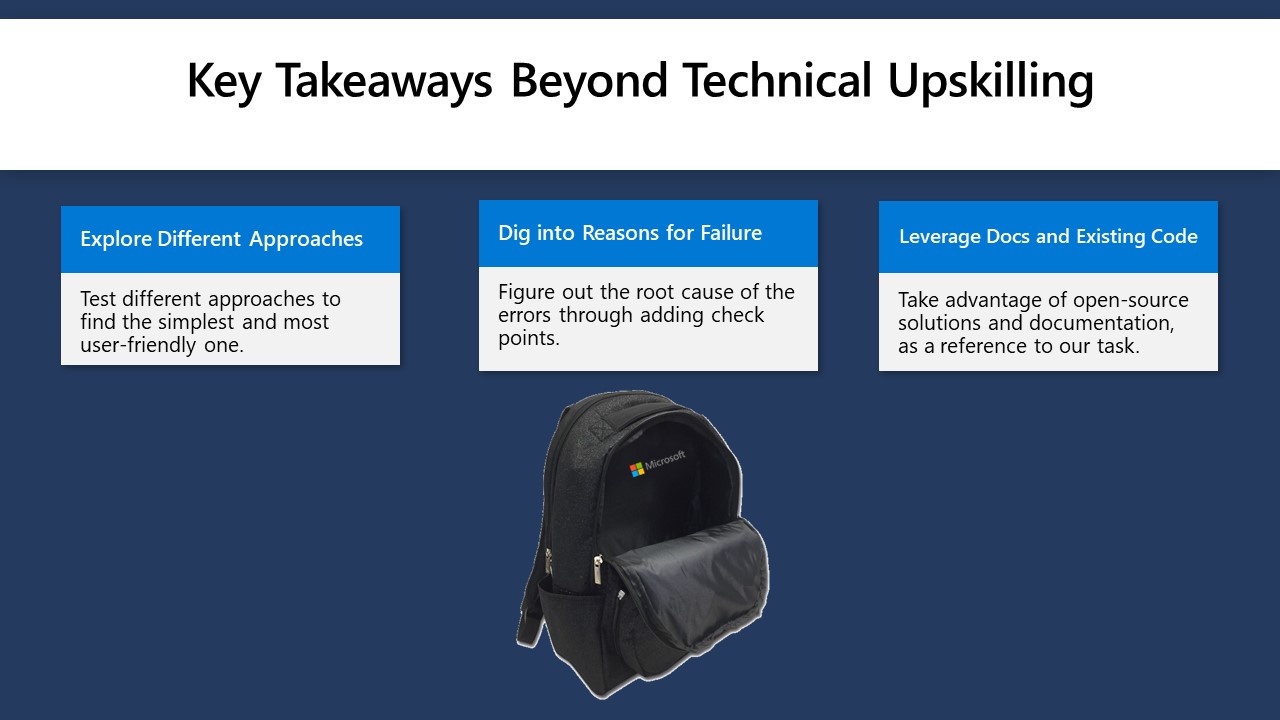 Key Takeaways Beyond Technical Upskilling
Explore Different Approaches
Test different approaches to
find the simplest and most
user-friendly one.
Dig into Reasons for Failure
Figure out the root cause of the
errors through adding check
points.
Leverage Docs and Existing Code
Take advantage of open-source
solutions and documentation,
as a reference to our task.
Microsoft